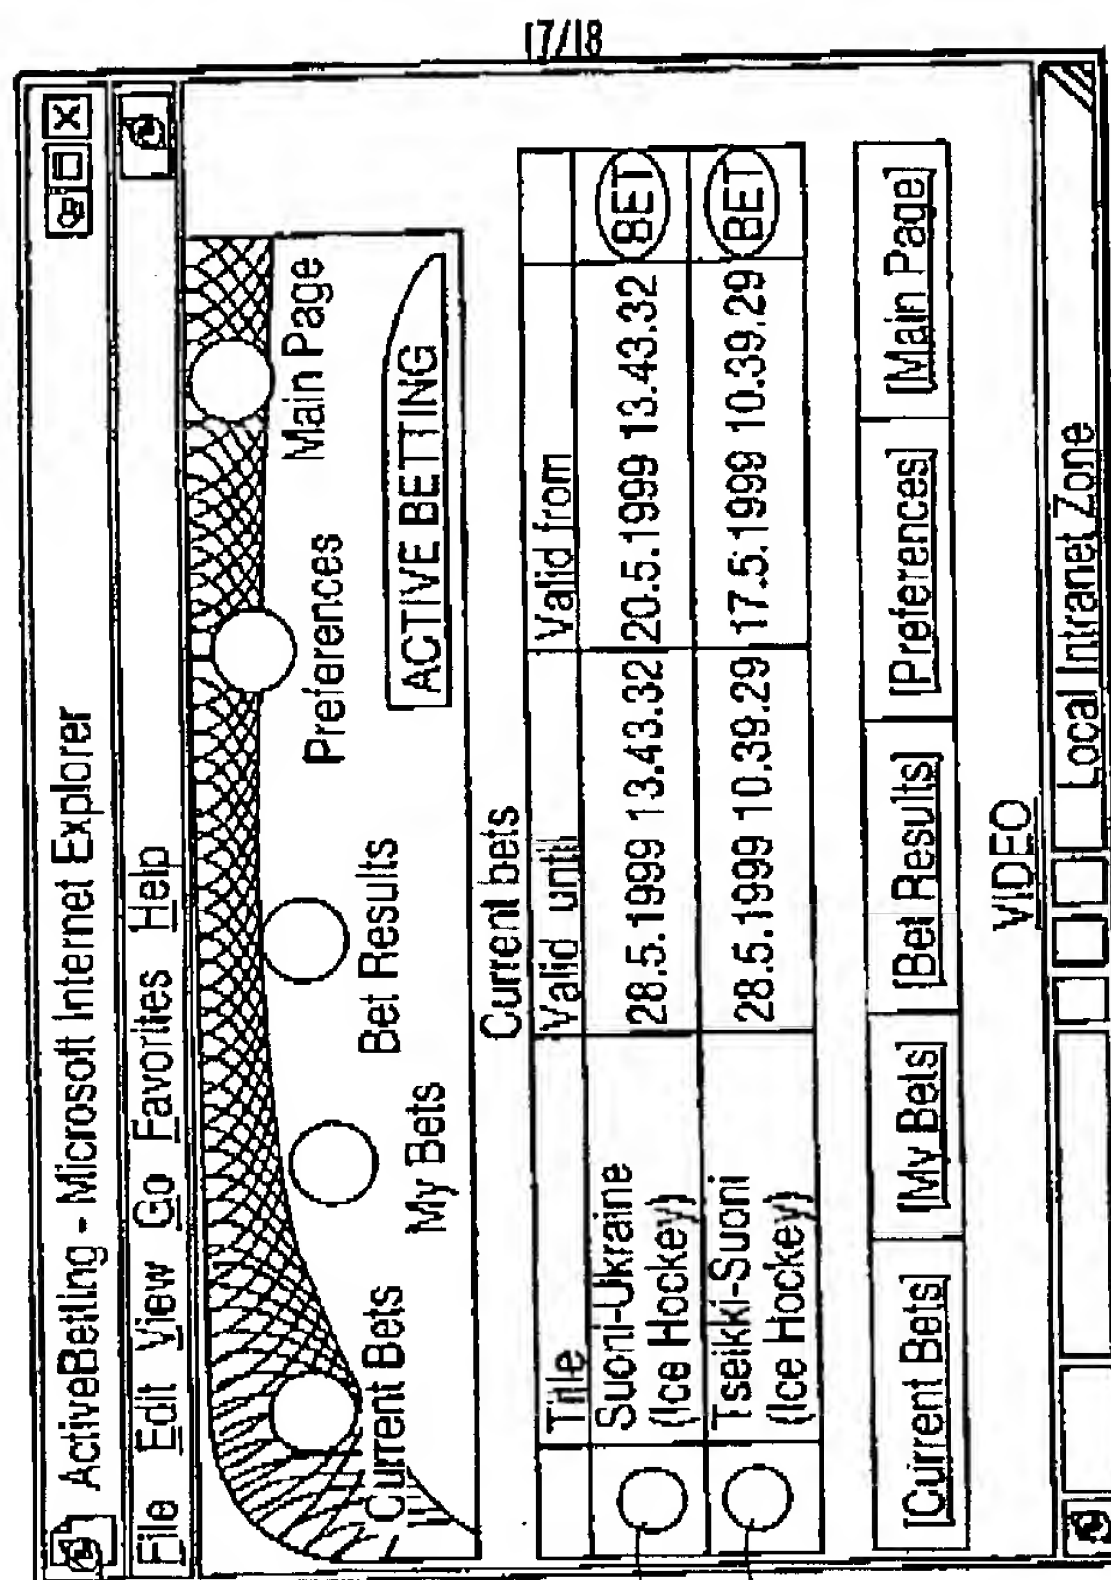 17/18
ActiveBetting - Microsoft Internet Explorer
File Edit View Go Favorites Help
Current Bets My Bets Bet Results Preferences Main Page
ACTIVE BETTING
Current bets
Title Valid until Valid from
Suoni-Ukraine (Ice Hockey) 28.5.1999 13.43.32 20.5.1999 13.43.32 BET
Tseikki-Suoni (Ice Hockey) 28.5.1999 10.39.29 17.5.1999 10.39.29 BET
[Current Bets] [My Bets] [Bet Results] [Preferences] [Main Page]
VIDEO
Local Intranet Zone